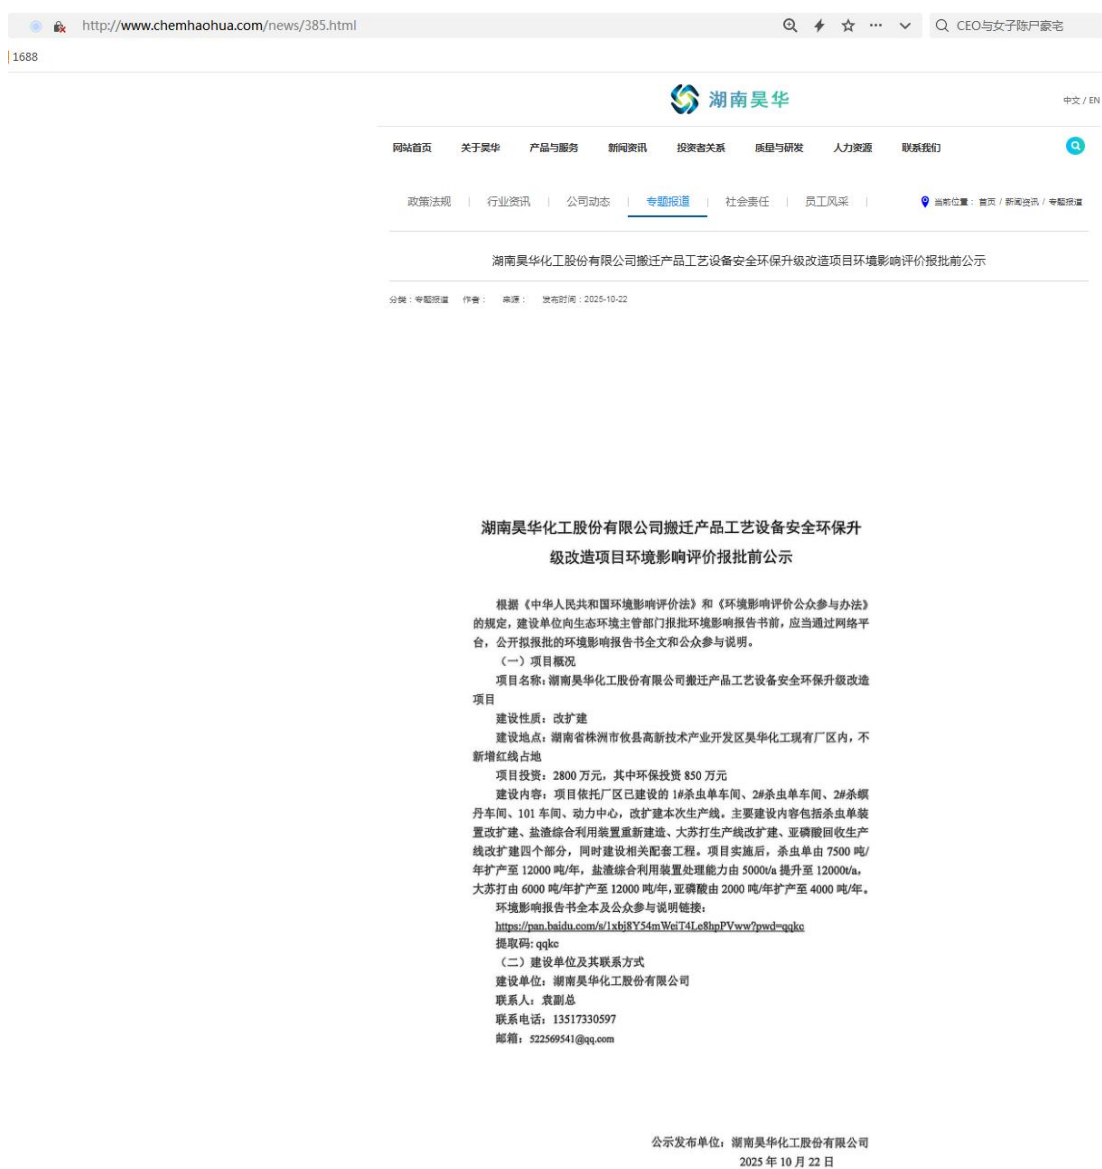 http://www.chemhaohua.com/news/385.html
CEO与女子陈尸豪宅
1688
湖南昊华
中文 / EN
网站首页 关于昊华 产品与服务 新闻资讯 投资者关系 质量与研发 人力资源 联系我们
政策法规 | 行业资讯 | 公司动态 | 专题报道 | 社会责任 | 员工风采 |
当前位置： 首页 / 新闻资讯 / 专题报道
湖南昊华化工股份有限公司搬迁产品工艺设备安全环保升级改造项目环境影响评价报批前公示
分类：专题报道 作者： 来源： 发布时间：2025-10-22
湖南昊华化工股份有限公司搬迁产品工艺设备安全环保升
级改造项目环境影响评价报批前公示
根据《中华人民共和国环境影响评价法》和《环境影响评价公众参与办法》
的规定，建设单位向生态环境主管部门报批环境影响报告书前，应当通过网络平
台，公开拟报批的环境影响报告书全文和公众参与说明。
（一）项目概况
项目名称：湖南昊华化工股份有限公司搬迁产品工艺设备安全环保升级改造
项目
建设性质：改扩建
建设地点：湖南省株洲市攸县高新技术产业开发区昊华化工现有厂区内，不
新增红线占地
项目投资：2800 万元，其中环保投资 850 万元
建设内容：项目依托厂区已建设的 1#杀虫单车间、2#杀虫单车间、2#杀螟
丹车间、101 车间、动力中心，改扩建本次生产线。主要建设内容包括杀虫单装
置改扩建、盐渣综合利用装置重新建造、大苏打生产线改扩建、亚磷酸回收生产
线改扩建四个部分，同时建设相关配套工程。项目实施后，杀虫单由 7500 吨/
年扩产至 12000 吨/年，盐渣综合利用装置处理能力由 5000t/a 提升至 12000t/a，
大苏打由 6000 吨/年扩产至 12000 吨/年，亚磷酸由 2000 吨/年扩产至 4000 吨/年。
环境影响报告书全本及公众参与说明链接：
https://pan.baidu.com/s/1xbj8Y54mWeiT4Le8hpPVww?pwd=qqkc
提取码: qqkc
（二）建设单位及其联系方式
建设单位：湖南昊华化工股份有限公司
联系人：袁副总
联系电话：13517330597
邮箱：522569541@qq.com
公示发布单位：湖南昊华化工股份有限公司
2025 年 10 月 22 日